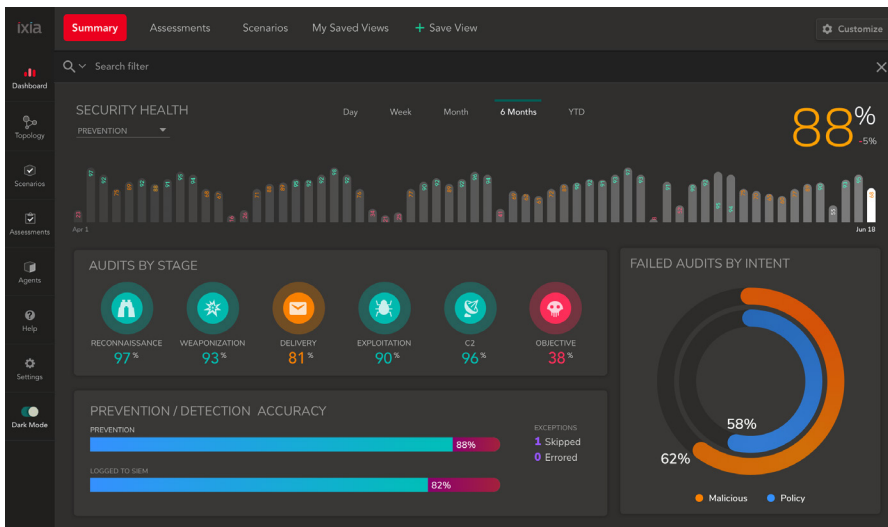 ixia
Summary
Assessments
Scenarios
My Saved Views
+ Save View
Customize
Search filter
Dashboard
Topology
Scenarios
Assessments
Agents
Help
Settings
Dark Mode
SECURITY HEALTH
PREVENTION
Day
Week
Month
6 Months
YTD
88%
-5%
Apr 1
Jun 18
AUDITS BY STAGE
RECONNAISSANCE
97%
WEAPONIZATION
93%
DELIVERY
81%
EXPLOITATION
90%
C2
96%
OBJECTIVE
38%
FAILED AUDITS BY INTENT
58%
62%
Malicious
Policy
PREVENTION / DETECTION ACCURACY
PREVENTION
88%
LOGGED TO SIEM
82%
EXCEPTIONS
1 Skipped
0 Errored